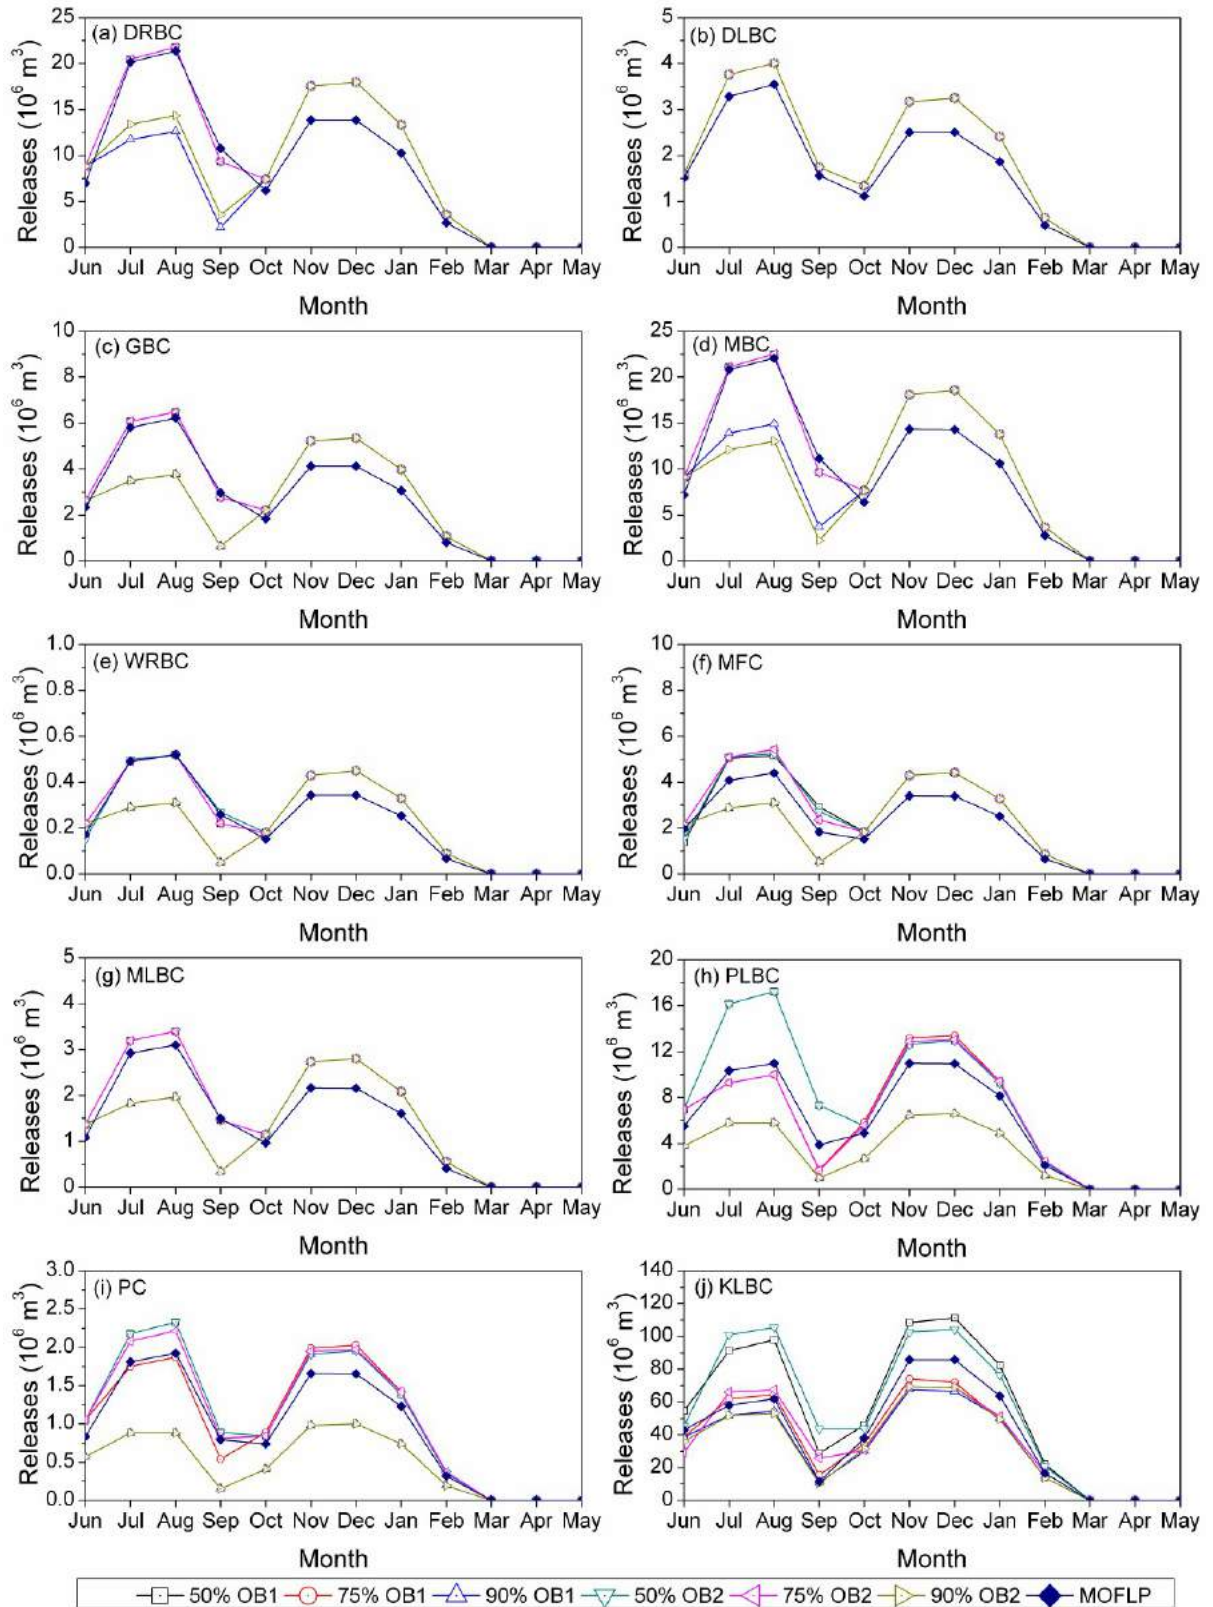 (a) DRBC
Releases (10⁶ m³)
25
20
15
10
5
0
Jun Jul Aug Sep Oct Nov Dec Jan Feb Mar Apr May
Month
(b) DLBC
Releases (10⁶ m³)
5
4
3
2
1
0
Jun Jul Aug Sep Oct Nov Dec Jan Feb Mar Apr May
Month
(c) GBC
Releases (10⁶ m³)
10
8
6
4
2
0
Jun Jul Aug Sep Oct Nov Dec Jan Feb Mar Apr May
Month
(d) MBC
Releases (10⁶ m³)
25
20
15
10
5
0
Jun Jul Aug Sep Oct Nov Dec Jan Feb Mar Apr May
Month
(e) WRBC
Releases (10⁶ m³)
1.0
0.8
0.6
0.4
0.2
0.0
Jun Jul Aug Sep Oct Nov Dec Jan Feb Mar Apr May
Month
(f) MFC
Releases (10⁶ m³)
10
8
6
4
2
0
Jun Jul Aug Sep Oct Nov Dec Jan Feb Mar Apr May
Month
(g) MLBC
Releases (10⁶ m³)
5
4
3
2
1
0
Jun Jul Aug Sep Oct Nov Dec Jan Feb Mar Apr May
Month
(h) PLBC
Releases (10⁶ m³)
20
16
12
8
4
0
Jun Jul Aug Sep Oct Nov Dec Jan Feb Mar Apr May
Month
(i) PC
Releases (10⁶ m³)
3.0
2.5
2.0
1.5
1.0
0.5
0.0
Jun Jul Aug Sep Oct Nov Dec Jan Feb Mar Apr May
Month
(j) KLBC
Releases (10⁶ m³)
140
120
100
80
60
40
20
0
Jun Jul Aug Sep Oct Nov Dec Jan Feb Mar Apr May
Month
50% OB1 75% OB1 90% OB1 50% OB2 75% OB2 90% OB2 MOFLP